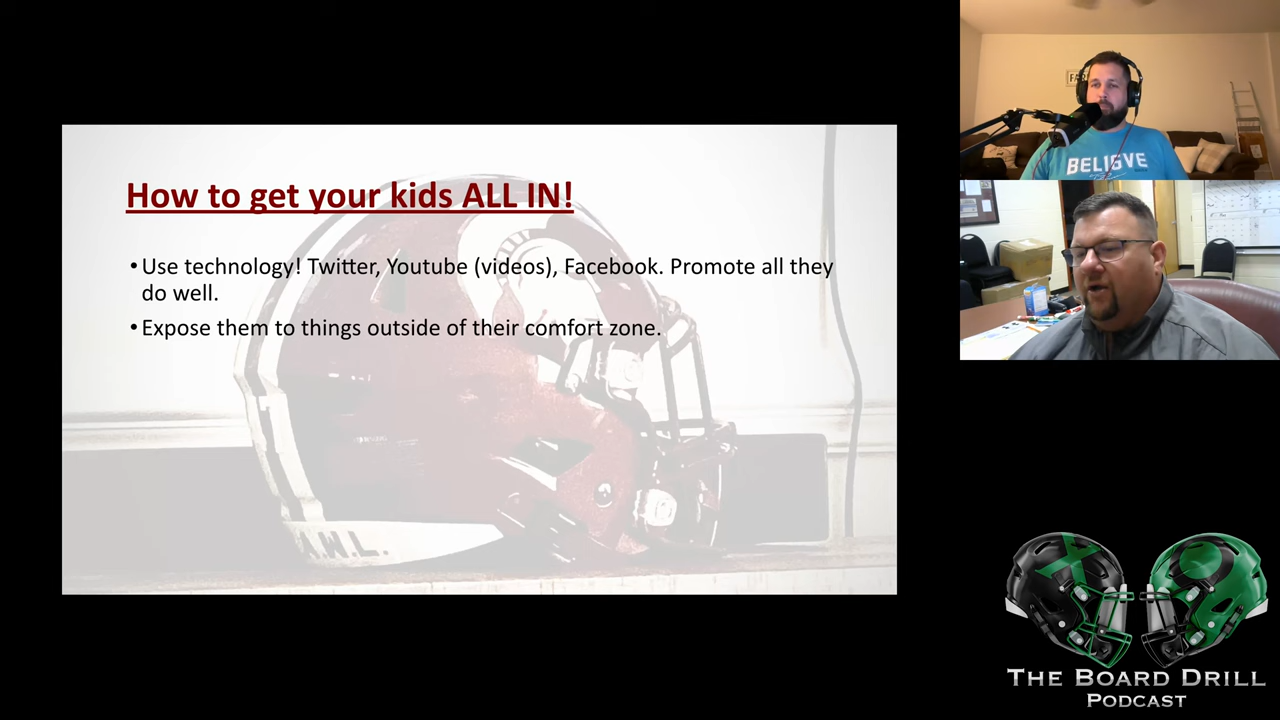 How to get your kids ALL IN!
•Use technology! Twitter, Youtube (videos), Facebook. Promote all they
do well.
•Expose them to things outside of their comfort zone.
BELIEVE
THE BOARD DRILL
PODCAST